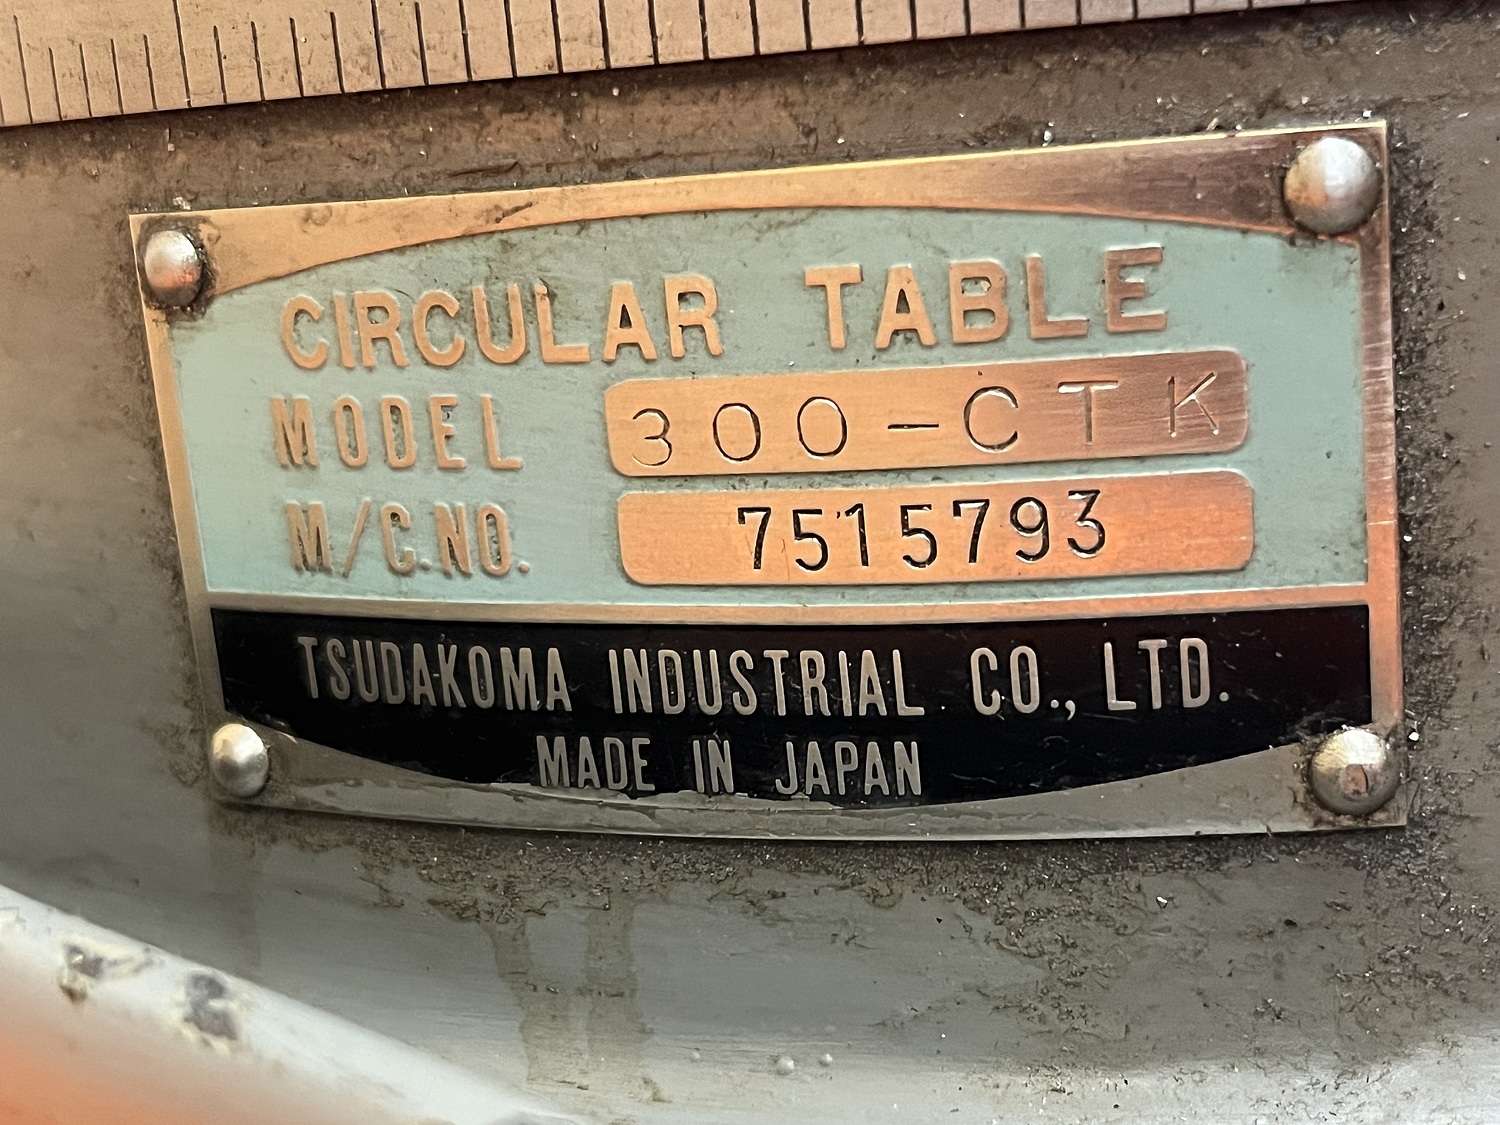 CIRCULAR TABLE
MODEL 300-CTK
M/C.NO. 7515793
TSUDAKOMA INDUSTRIAL CO., LTD.
MADE IN JAPAN